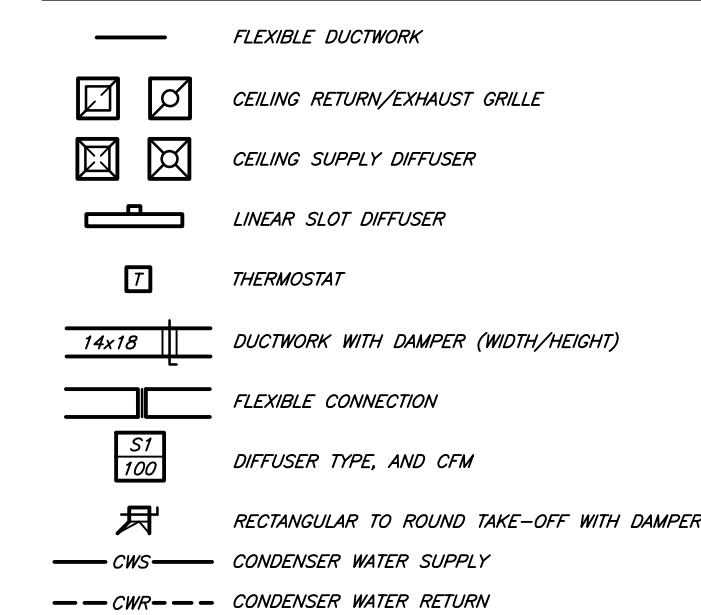 FLEXIBLE DUCTWORK
CEILING RETURN/EXHAUST GRILLE
CEILING SUPPLY DIFFUSER
LINEAR SLOT DIFFUSER
T THERMOSTAT
14x18 DUCTWORK WITH DAMPER (WIDTH/HEIGHT)
FLEXIBLE CONNECTION
S1
100
DIFFUSER TYPE, AND CFM
RECTANGULAR TO ROUND TAKE-OFF WITH DAMPER
CWS CONDENSER WATER SUPPLY
CWR CONDENSER WATER RETURN